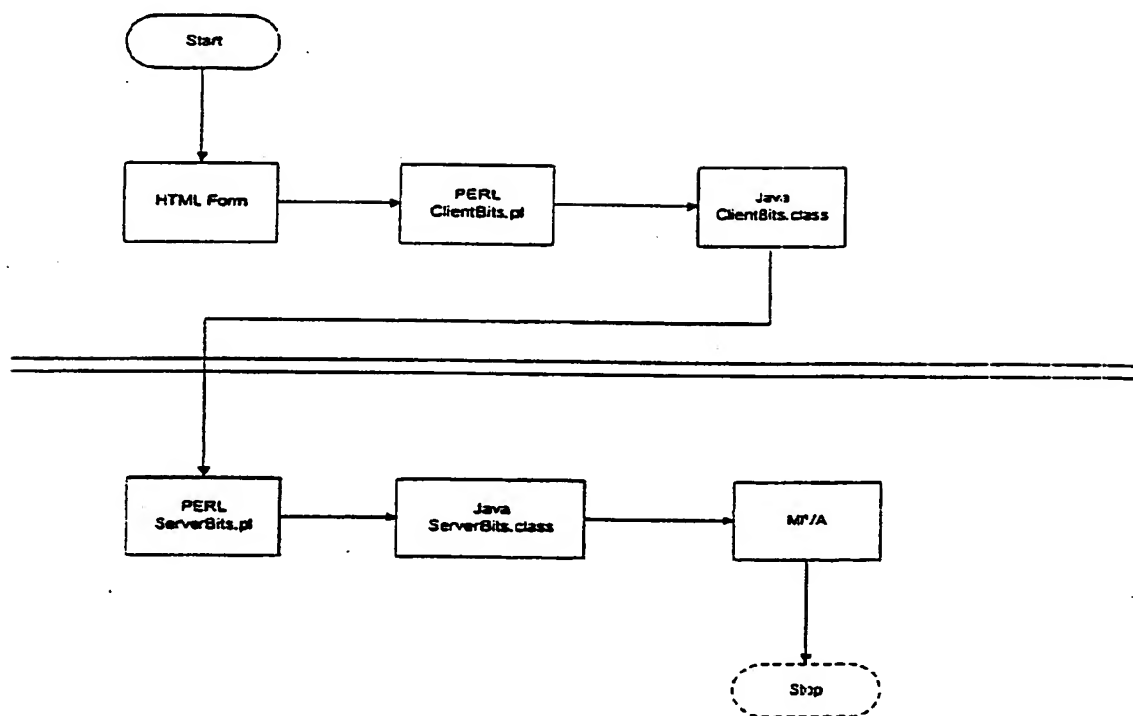 Start
HTML Form
PERL
ClientBits.pl
Java
ClientBits.class
PERL
ServerBits.pl
Java
ServerBits.class
Stop